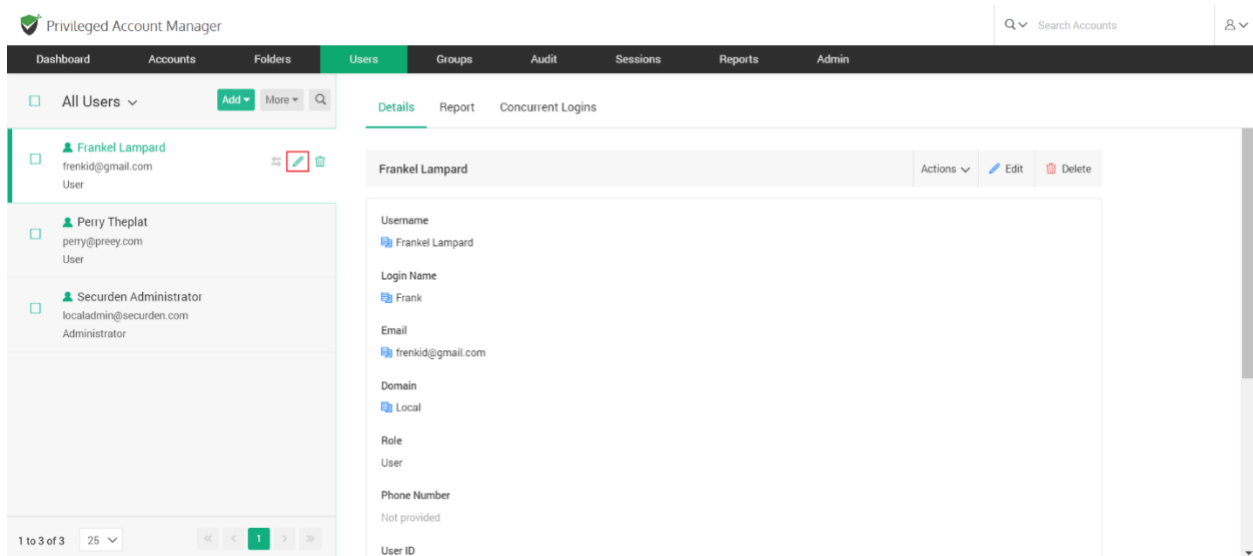 Privileged Account Manager
Search Accounts
Dashboard Accounts Folders Users Groups Audit Sessions Reports Admin
All Users Add More
Details Report Concurrent Logins
Frankel Lampard
frenkid@gmail.com
User
Perry Theplat
perry@preey.com
User
Securden Administrator
localadmin@securden.com
Administrator
1 to 3 of 3 25 « < 1 > »
Frankel Lampard Actions Edit Delete
Username
Frankel Lampard
Login Name
Frank
Email
frenkid@gmail.com
Domain
Local
Role
User
Phone Number
Not provided
User ID